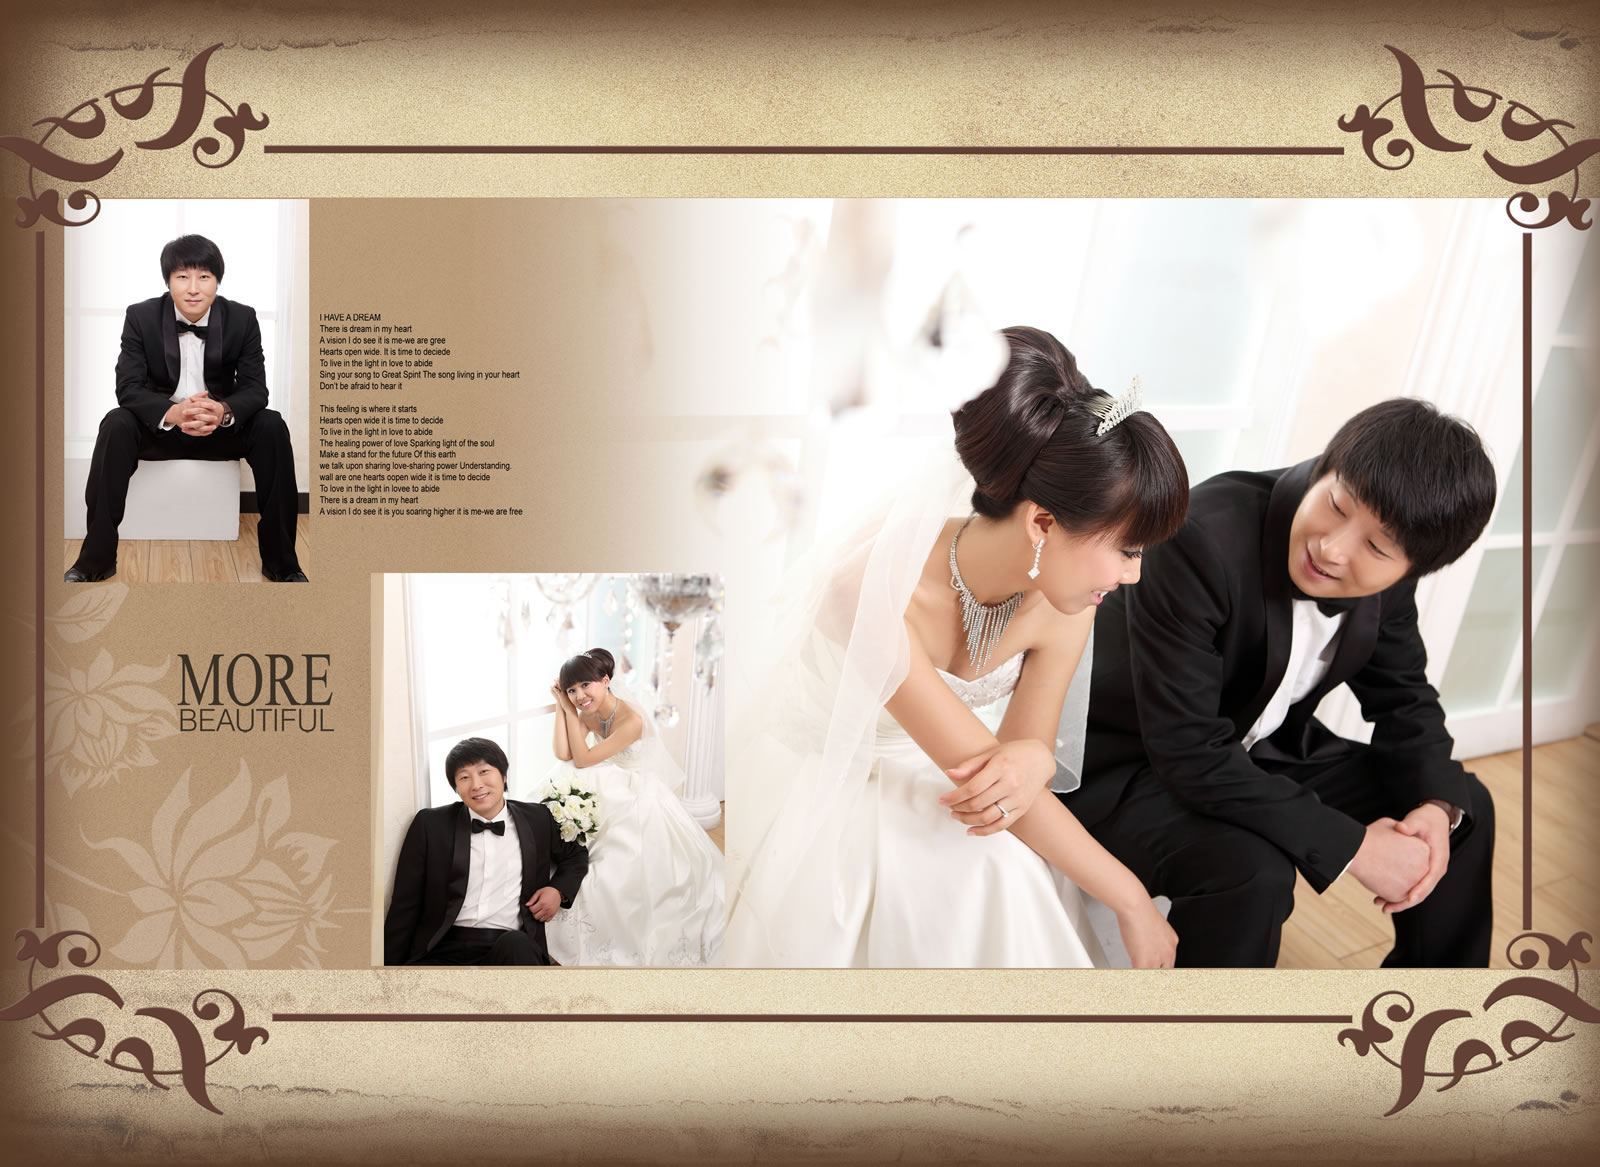 I HAVE A DREAM
There is dream in my heart
A vision I do see it is me-we are gree
Hearts open wide. It is time to deciede
To live in the light in love to abide
Sing your song to Great Spint The song living in your heart
Don't be afraid to hear it
This feeling is where it starts
Hearts open wide it is time to decide
To live in the light in love to abide
The healing power of love Sparking light of the soul
Make a stand for the future Of this earth
we talk upon sharing love-sharing power Understanding.
wall are one hearts oopen wide it is time to decide
To love in the light in lovee to abide
There is a dream in my heart
A vision I do see it is you soaring higher it is me-we are free
MORE
BEAUTIFUL